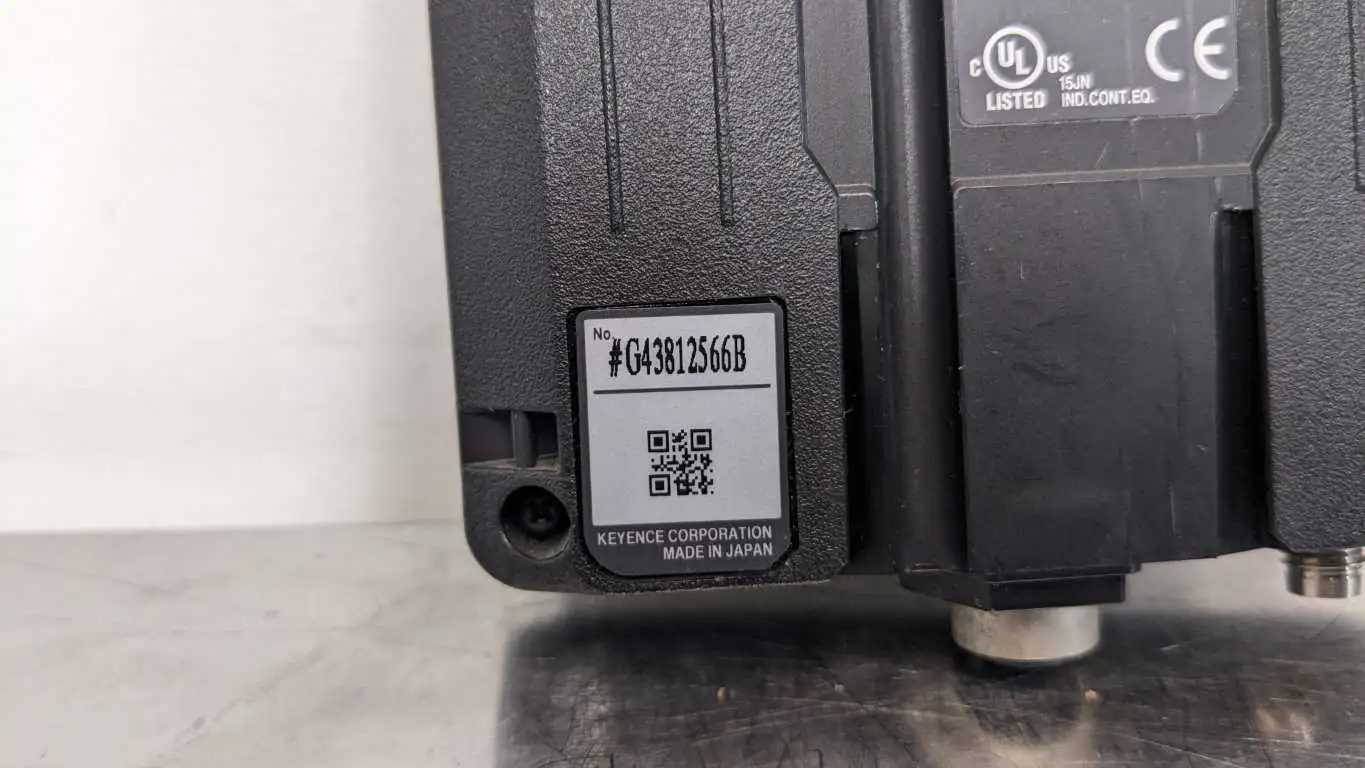 C UL US
LISTED
15JN
IND.CONT.EQ.
CE
No.
#G43812566B
KEYENCE CORPORATION
MADE IN JAPAN